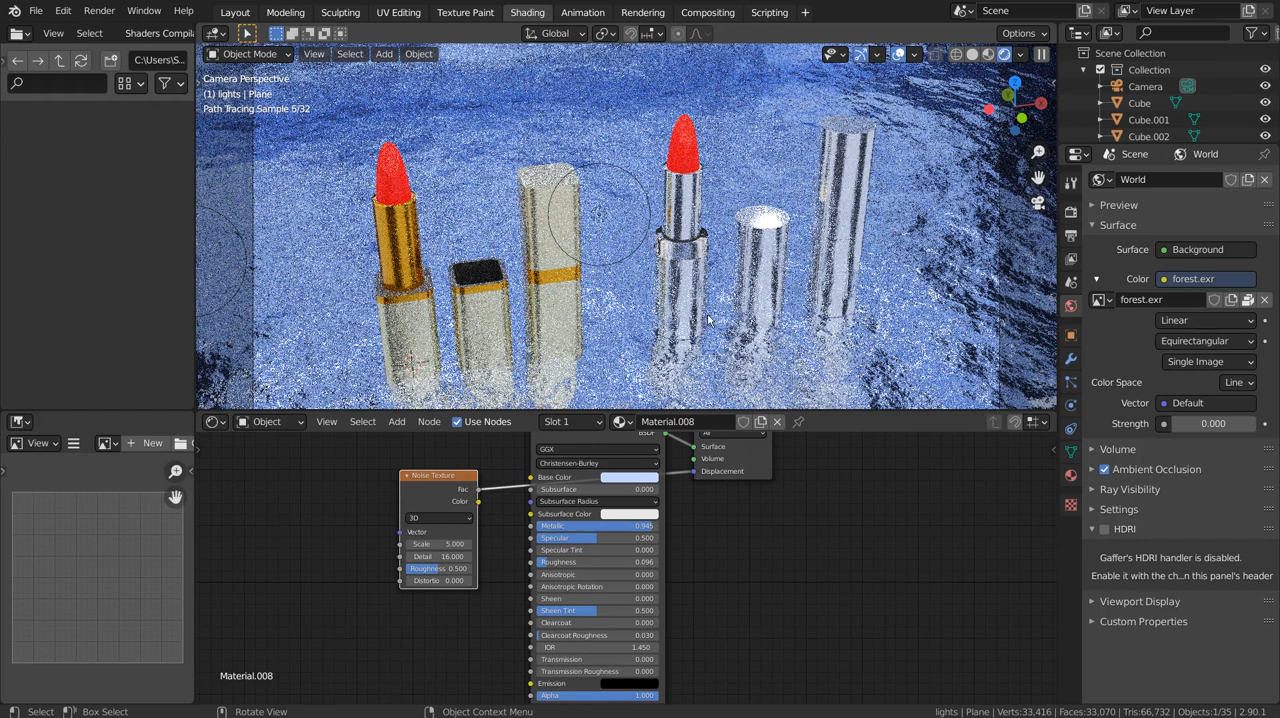 File Edit Render Window Help Layout Modeling Sculpting UV Editing Texture Paint Shading Animation Rendering Compositing Scripting + Scene View Layer
View Select Shaders Compila Global Options
Object Mode View Select Add Object
C:\Users\S...
Camera Perspective
(1) lights | Plane
Path Tracing Sample 5/32
X
Y
Z
Scene Collection
Collection
Camera
Cube
Cube.001
Cube.002
Scene World
World
Preview
Surface
Surface Background
Color forest.exr
forest.exr
Linear
Equirectangular
Single Image
Color Space Line
Vector Default
Strength 0.000
Volume
Ambient Occlusion
Ray Visibility
Settings
HDRI
Gaffer's HDRI handler is disabled.
Enable it with the ch...n this panel's header
Viewport Display
Custom Properties
View + New
Object View Select Add Node Use Nodes Slot 1 Material.008
Noise Texture
Fac
Color
3D
Vector
Scale 5.000
Detail 16.000
Roughness 0.500
Distortio 0.000
BSDF
GGX
Christensen-Burley
Base Color
Subsurface 0.000
Subsurface Radius
Subsurface Color
Metallic 0.945
Specular 0.500
Specular Tint 0.000
Roughness 0.096
Anisotropic 0.000
Anisotropic Rotation 0.000
Sheen 0.000
Sheen Tint 0.500
Clearcoat 0.000
Clearcoat Roughness 0.030
IOR 1.450
Transmission 0.000
Transmission Roughness 0.000
Emission
Alpha 1.000
All
Surface
Volume
Displacement
Material.008
Select Box Select Rotate View Object Context Menu lights | Plane | Verts:33,416 | Faces:33,070 | Tris:66,732 | Objects:1/35 | 2.90.1